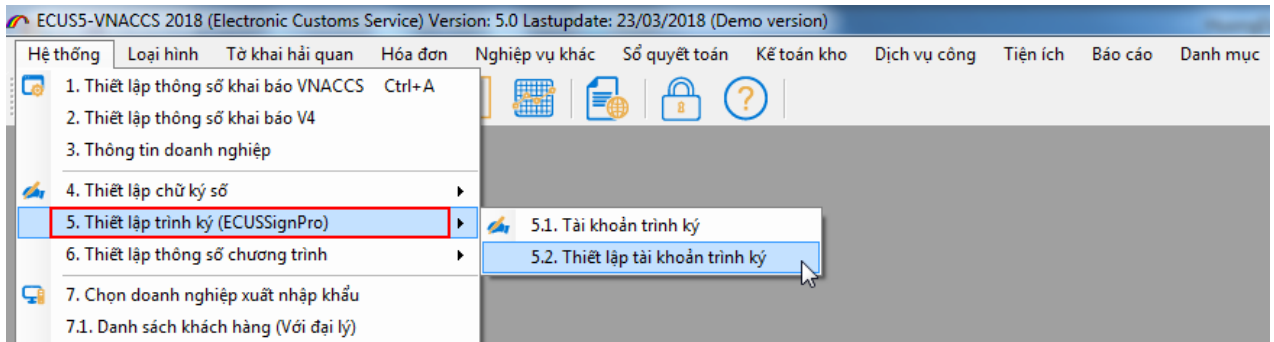 ECUS5-VNACCS 2018 (Electronic Customs Service) Version: 5.0 Lastupdate: 23/03/2018 (Demo version)
Hệ thống Loại hình Tờ khai hải quan Hóa đơn Nghiệp vụ khác Sổ quyết toán Kế toán kho Dịch vụ công Tiện ích Báo cáo Danh mục
1. Thiết lập thông số khai báo VNACCS Ctrl+A
2. Thiết lập thông số khai báo V4
3. Thông tin doanh nghiệp
4. Thiết lập chữ ký số
5. Thiết lập trình ký (ECUSSignPro)
5.1. Tài khoản trình ký
5.2. Thiết lập tài khoản trình ký
6. Thiết lập thông số chương trình
7. Chọn doanh nghiệp xuất nhập khẩu
7.1. Danh sách khách hàng (Với đại lý)